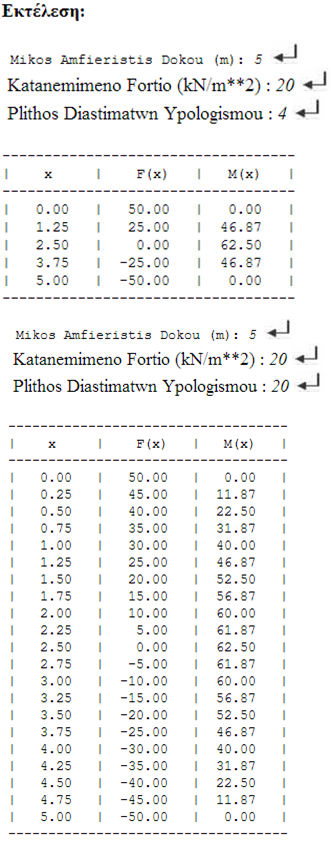 Εκτέλεση:
Mikos Amfieristis Dokou (m): 5
Katanemimeno Fortio (kN/m**2) : 20
Plithos Diastimatwn Ypologismou : 4
-----------------------------------
| x | F(x) | M(x) |
-----------------------------------
| 0.00 | 50.00 | 0.00 |
| 1.25 | 25.00 | 46.87 |
| 2.50 | 0.00 | 62.50 |
| 3.75 | -25.00 | 46.87 |
| 5.00 | -50.00 | 0.00 |
-----------------------------------
Mikos Amfieristis Dokou (m): 5
Katanemimeno Fortio (kN/m**2) : 20
Plithos Diastimatwn Ypologismou : 20
-----------------------------------
| x | F(x) | M(x) |
-----------------------------------
| 0.00 | 50.00 | 0.00 |
| 0.25 | 45.00 | 11.87 |
| 0.50 | 40.00 | 22.50 |
| 0.75 | 35.00 | 31.87 |
| 1.00 | 30.00 | 40.00 |
| 1.25 | 25.00 | 46.87 |
| 1.50 | 20.00 | 52.50 |
| 1.75 | 15.00 | 56.87 |
| 2.00 | 10.00 | 60.00 |
| 2.25 | 5.00 | 61.87 |
| 2.50 | 0.00 | 62.50 |
| 2.75 | -5.00 | 61.87 |
| 3.00 | -10.00 | 60.00 |
| 3.25 | -15.00 | 56.87 |
| 3.50 | -20.00 | 52.50 |
| 3.75 | -25.00 | 46.87 |
| 4.00 | -30.00 | 40.00 |
| 4.25 | -35.00 | 31.87 |
| 4.50 | -40.00 | 22.50 |
| 4.75 | -45.00 | 11.87 |
| 5.00 | -50.00 | 0.00 |
-----------------------------------